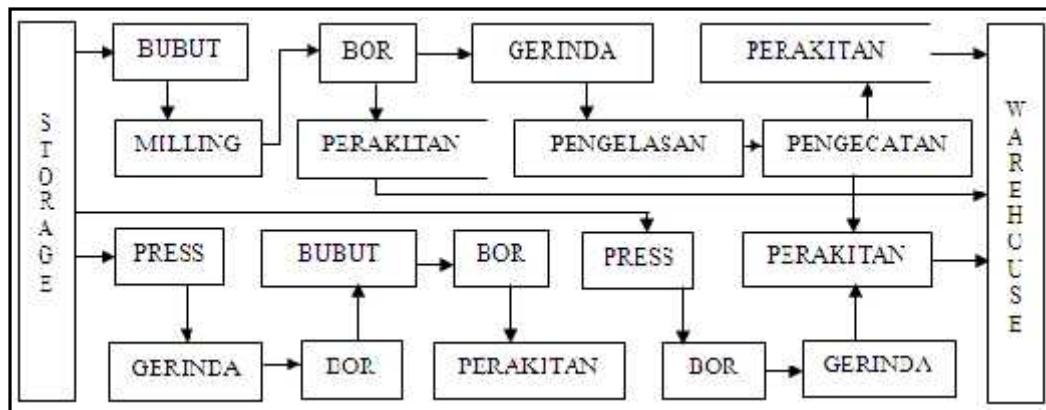 STORAGE
BUBUT
BOR
GERINDA
PERAKITAN
MILLING
PERAKITAN
PENGELASAN
PENGECATAN
PRESS
BUBUT
BOR
PRESS
PERAKITAN
GERINDA
BOR
PERAKITAN
BOR
GERINDA
WAREHOUSE